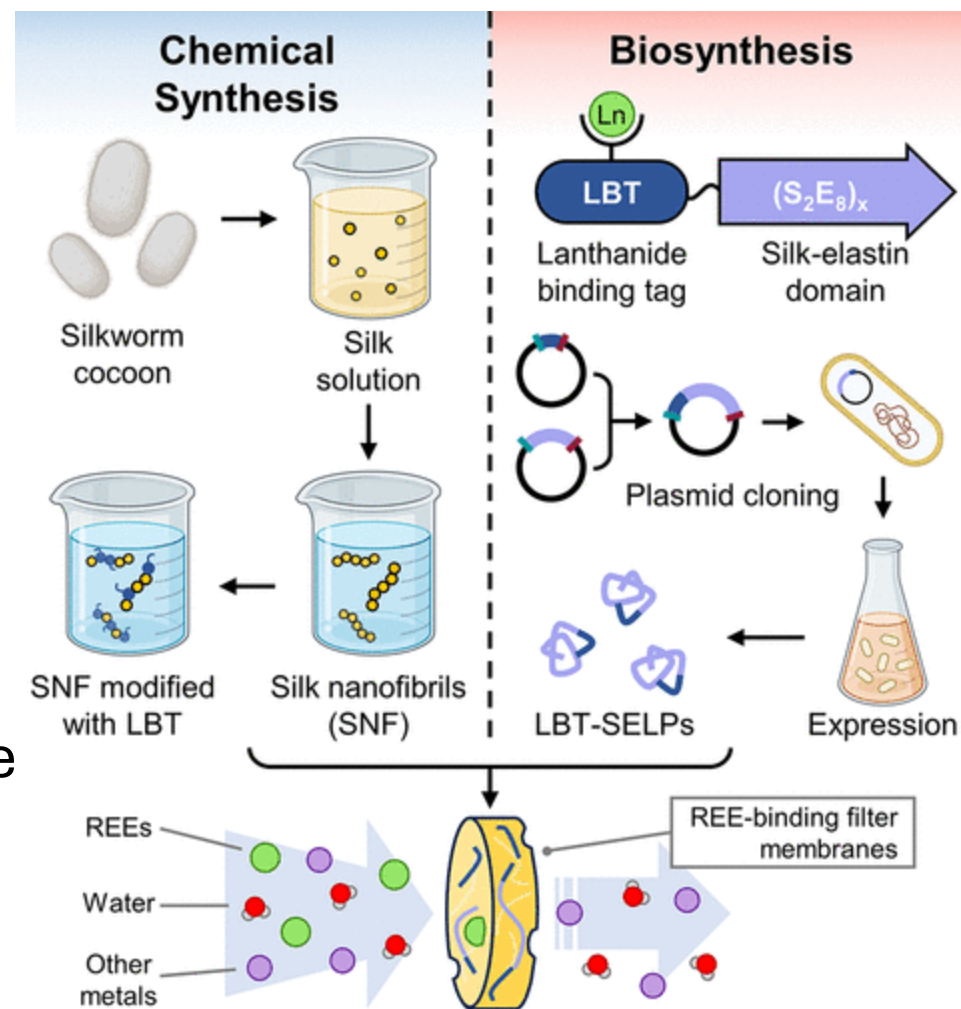 Chemical
Synthesis
Silkworm
cocoon
Silk
solution
SNF modified
with LBT
Silk nanofibrils
(SNF)
Biosynthesis
Ln
LBT
(S₂E₈)ₓ
Lanthanide
binding tag
Silk-elastin
domain
Plasmid cloning
LBT-SELPs
Expression
e
REEs
Water
Other
metals
REE-binding filter
membranes